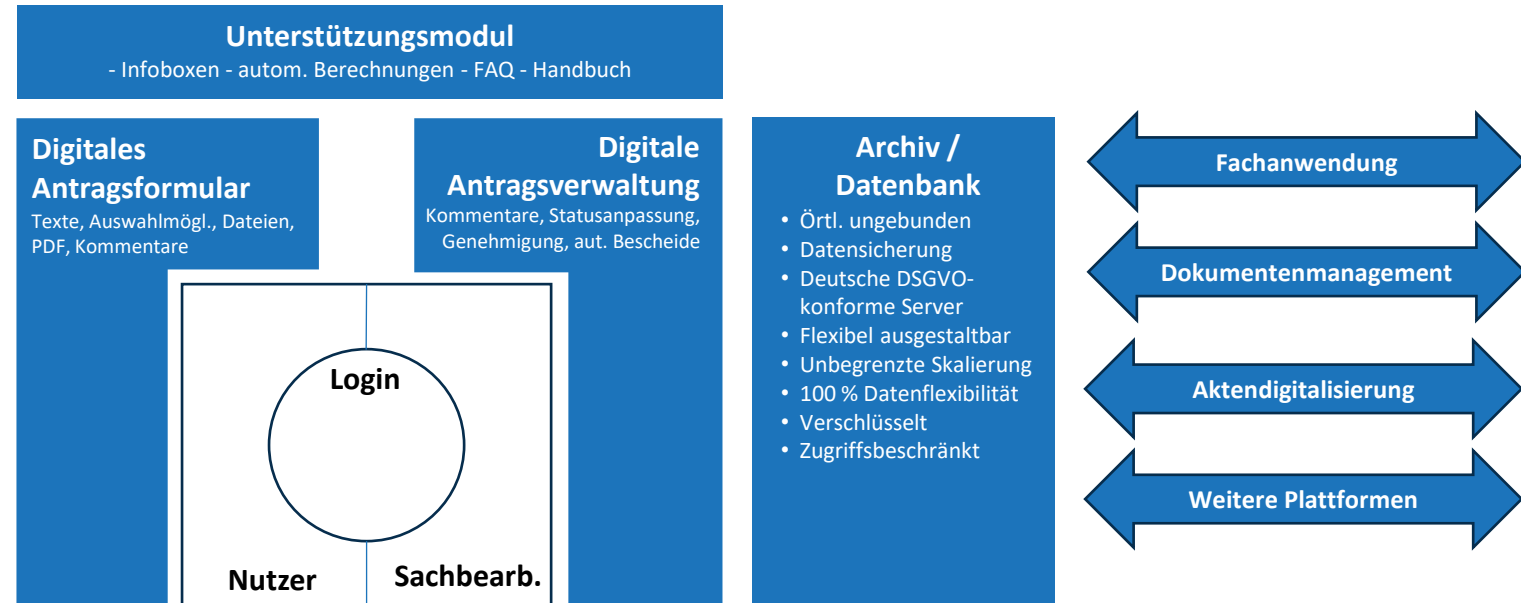 Unterstützungsmodul
- Infoboxen - autom. Berechnungen - FAQ - Handbuch
Digitales
Antragsformular
Texte, Auswahlmögl., Dateien,
PDF, Kommentare
Digitale
Antragsverwaltung
Kommentare, Statusanpassung,
Genehmigung, aut. Bescheide
Login
Nutzer
Sachbearb.
Archiv /
Datenbank
• Örtl. ungebunden
• Datensicherung
• Deutsche DSGVO-
konforme Server
• Flexibel ausgestaltbar
• Unbegrenzte Skalierung
• 100 % Datenflexibilität
• Verschlüsselt
• Zugriffsbeschränkt
Fachanwendung
Dokumentenmanagement
Aktendigitalisierung
Weitere Plattformen